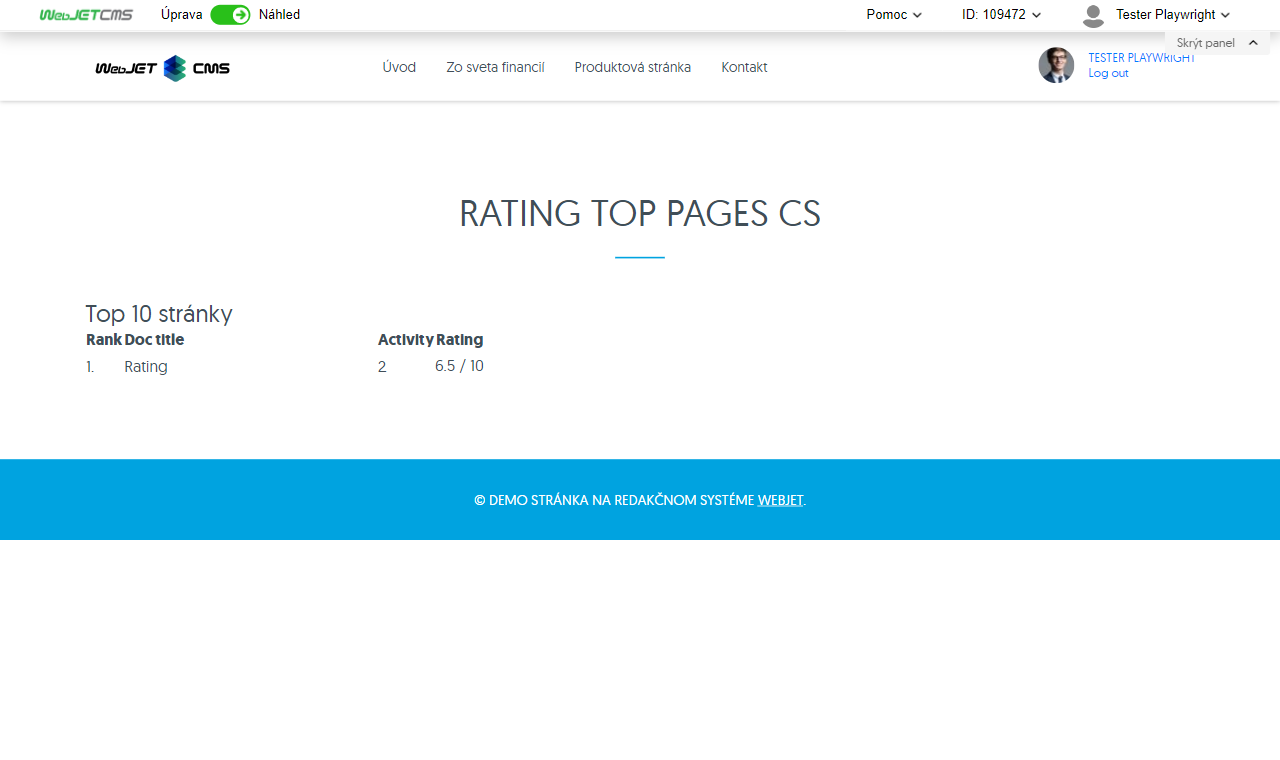 WebJETCMS Úprava Náhled Pomoc ID: 109472 Tester Playwright
Skrýt panel
WebJET CMS Úvod Zo sveta financií Produktová stránka Kontakt TESTER PLAYWRIGHT
Log out
RATING TOP PAGES CS
Top 10 stránky
Rank Doc title Activity Rating
1. Rating 2 6.5 / 10
© DEMO STRÁNKA NA REDAKČNOM SYSTÉME WEBJET.